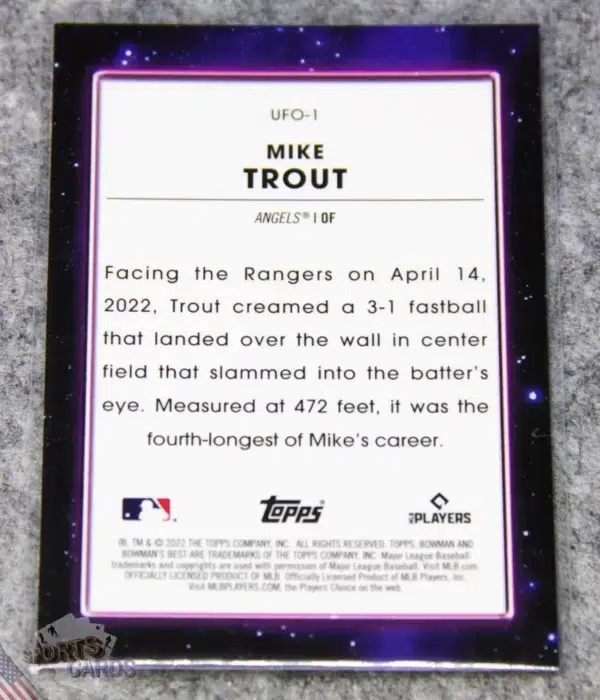 UFO-1
MIKE
TROUT
ANGELS® | OF
Facing the Rangers on April 14,
2022, Trout creamed a 3-1 fastball
that landed over the wall in center
field that slammed into the batter's
eye. Measured at 472 feet, it was the
fourth-longest of Mike's career.
topps®
MLB PLAYERS
®, TM & © 2022 THE TOPPS COMPANY, INC. ALL RIGHTS RESERVED. TOPPS, BOWMAN AND
BOWMAN'S BEST ARE TRADEMARKS OF THE TOPPS COMPANY, INC. Major League Baseball
trademarks and copyrights are used with permission of Major League Baseball. Visit MLB.com
OFFICIALLY LICENSED PRODUCT OF MLB Officially Licensed Product of MLB Players, Inc.
Visit MLBPLAYERS.COM, the Players Choice on the web.
SPORTS
CARDS